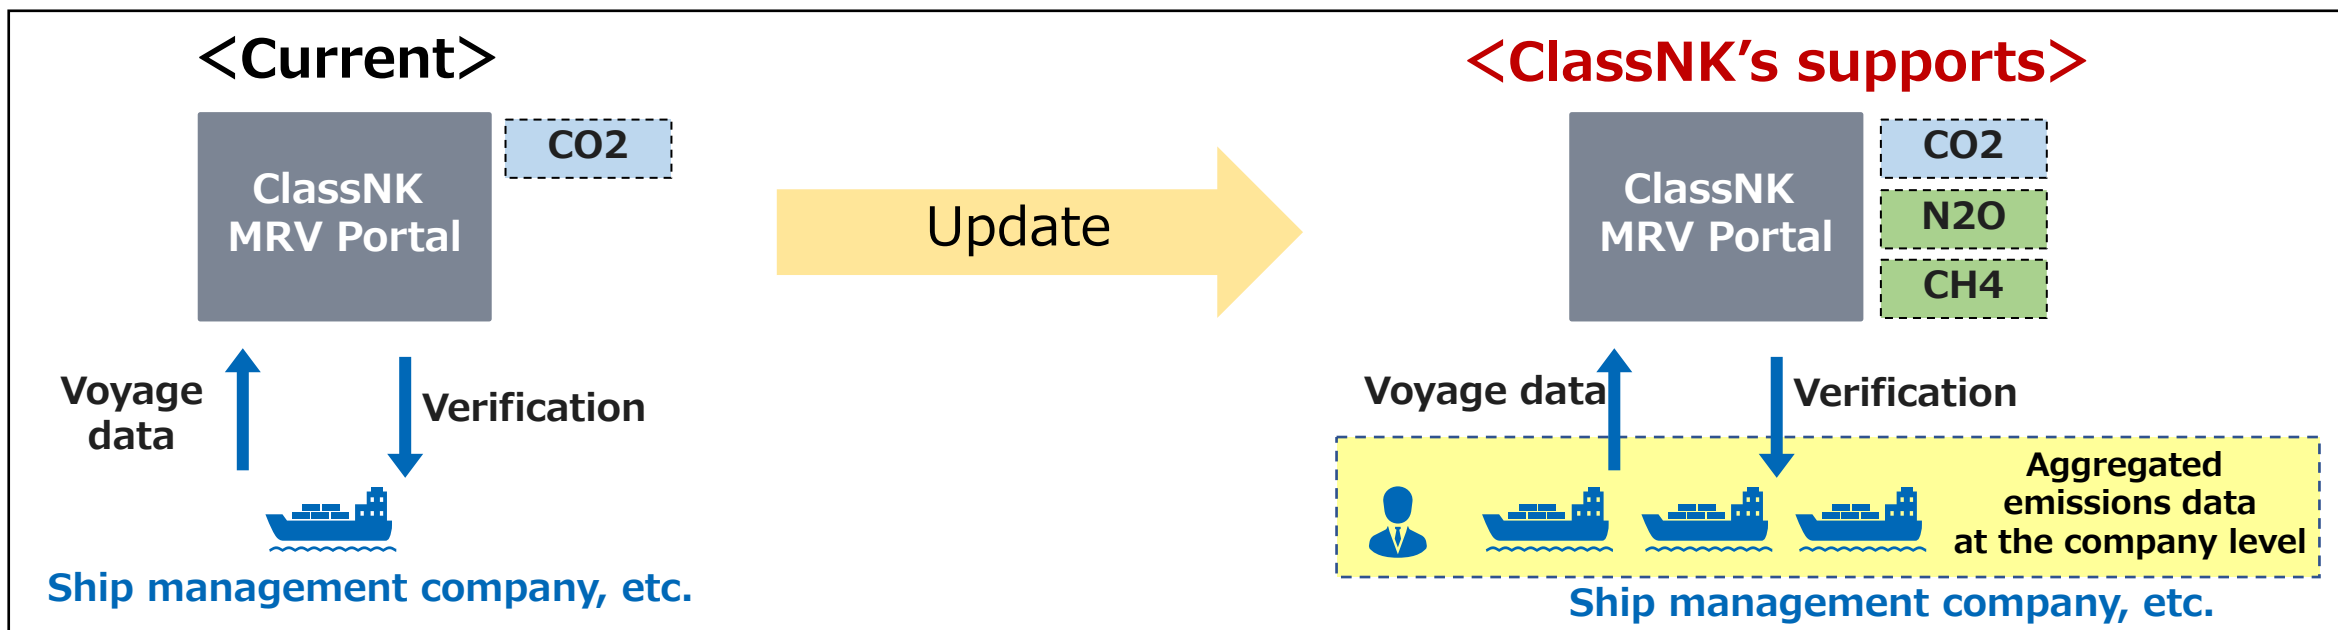 <Current>
ClassNK
MRV Portal
CO2
Voyage
data
Verification
Ship management company, etc.
Update
<ClassNK’s supports>
ClassNK
MRV Portal
CO2
N2O
CH4
Voyage data
Verification
Aggregated
emissions data
at the company level
Ship management company, etc.